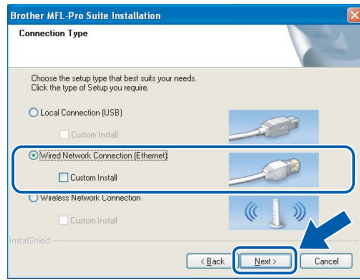 Brother MFL-Pro Suite Installation
Connection Type
Choose the setup type that best suits your needs.
Click the type of Setup you require.
Local Connection (USB)
Custom Install
Wired Network Connection (Ethernet)
Custom Install
Wireless Network Connection
Custom Install
InstallShield
< Back Next > Cancel